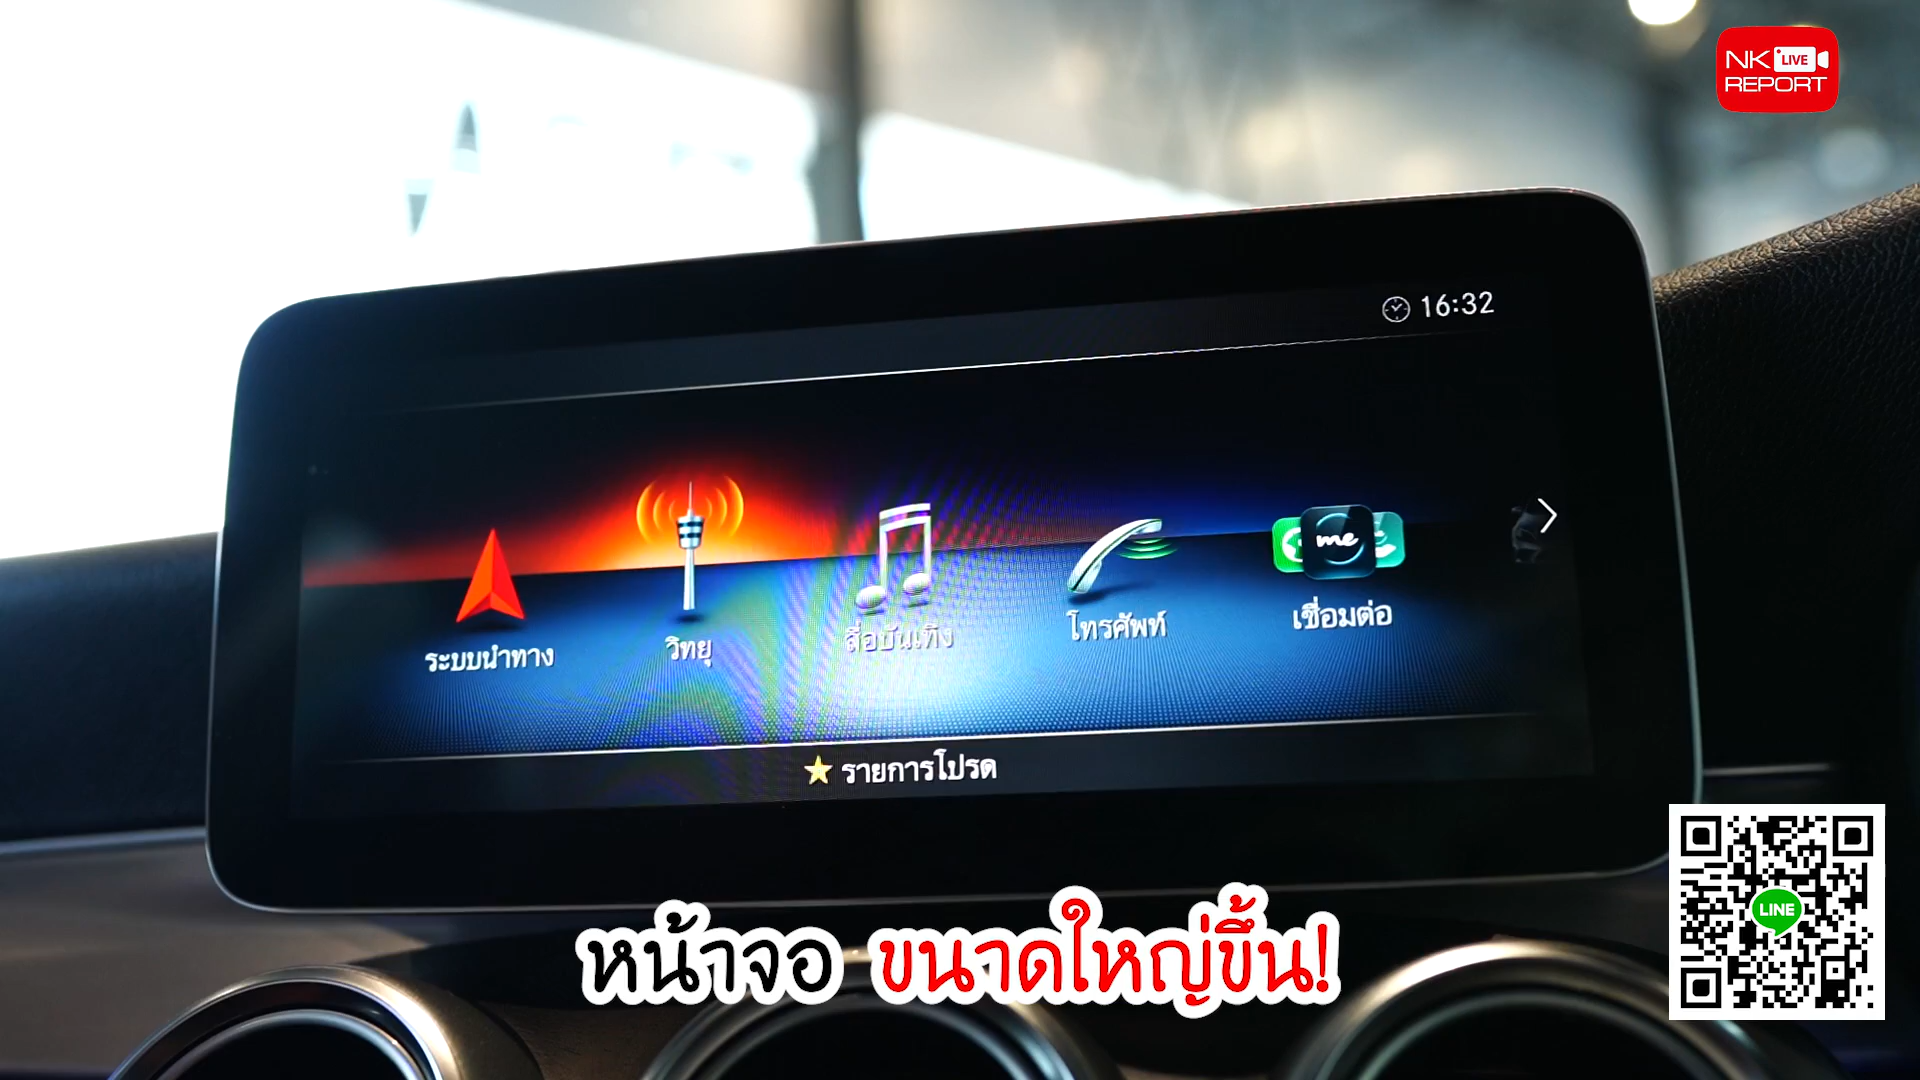 NK LIVE
REPORT
16:32
me
ระบบนำทาง
วิทยุ
สื่อบันเทิง
โทรศัพท์
เชื่อมต่อ
รายการโปรด
LINE
หน้าจอ ขนาดใหญ่ขึ้น!